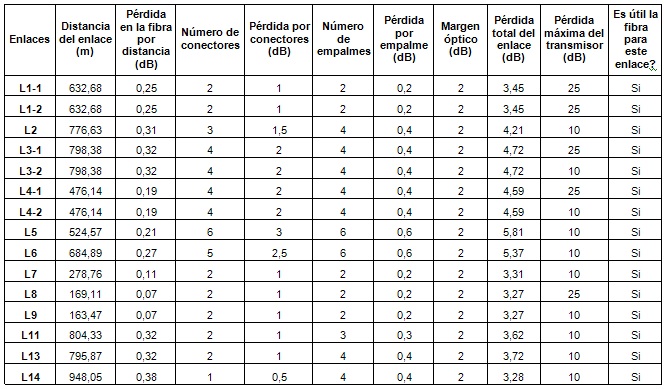 Enlaces Distancia del enlace (m) Pérdida en la fibra por distancia (dB) Número de conectores Pérdida por conectores (dB) Número de empalmes Pérdida por empalme (dB) Margen óptico (dB) Pérdida total del enlace (dB) Pérdida máxima del transmisor (dB) Es útil la fibra para este enlace?
L1-1 632,68 0,25 2 1 2 0,2 2 3,45 25 Si
L1-2 632,68 0,25 2 1 2 0,2 2 3,45 25 Si
L2 776,63 0,31 3 1,5 4 0,4 2 4,21 10 Si
L3-1 798,38 0,32 4 2 4 0,4 2 4,72 25 Si
L3-2 798,38 0,32 4 2 4 0,4 2 4,72 10 Si
L4-1 476,14 0,19 4 2 4 0,4 2 4,59 25 Si
L4-2 476,14 0,19 4 2 4 0,4 2 4,59 10 Si
L5 524,57 0,21 6 3 6 0,6 2 5,81 10 Si
L6 684,89 0,27 5 2,5 6 0,6 2 5,37 10 Si
L7 278,76 0,11 2 1 2 0,2 2 3,31 10 Si
L8 169,11 0,07 2 1 2 0,2 2 3,27 25 Si
L9 163,47 0,07 2 1 2 0,2 2 3,27 10 Si
L11 804,33 0,32 2 1 3 0,3 2 3,62 10 Si
L13 795,87 0,32 2 1 4 0,4 2 3,72 10 Si
L14 948,05 0,38 1 0,5 4 0,4 2 3,28 10 Si